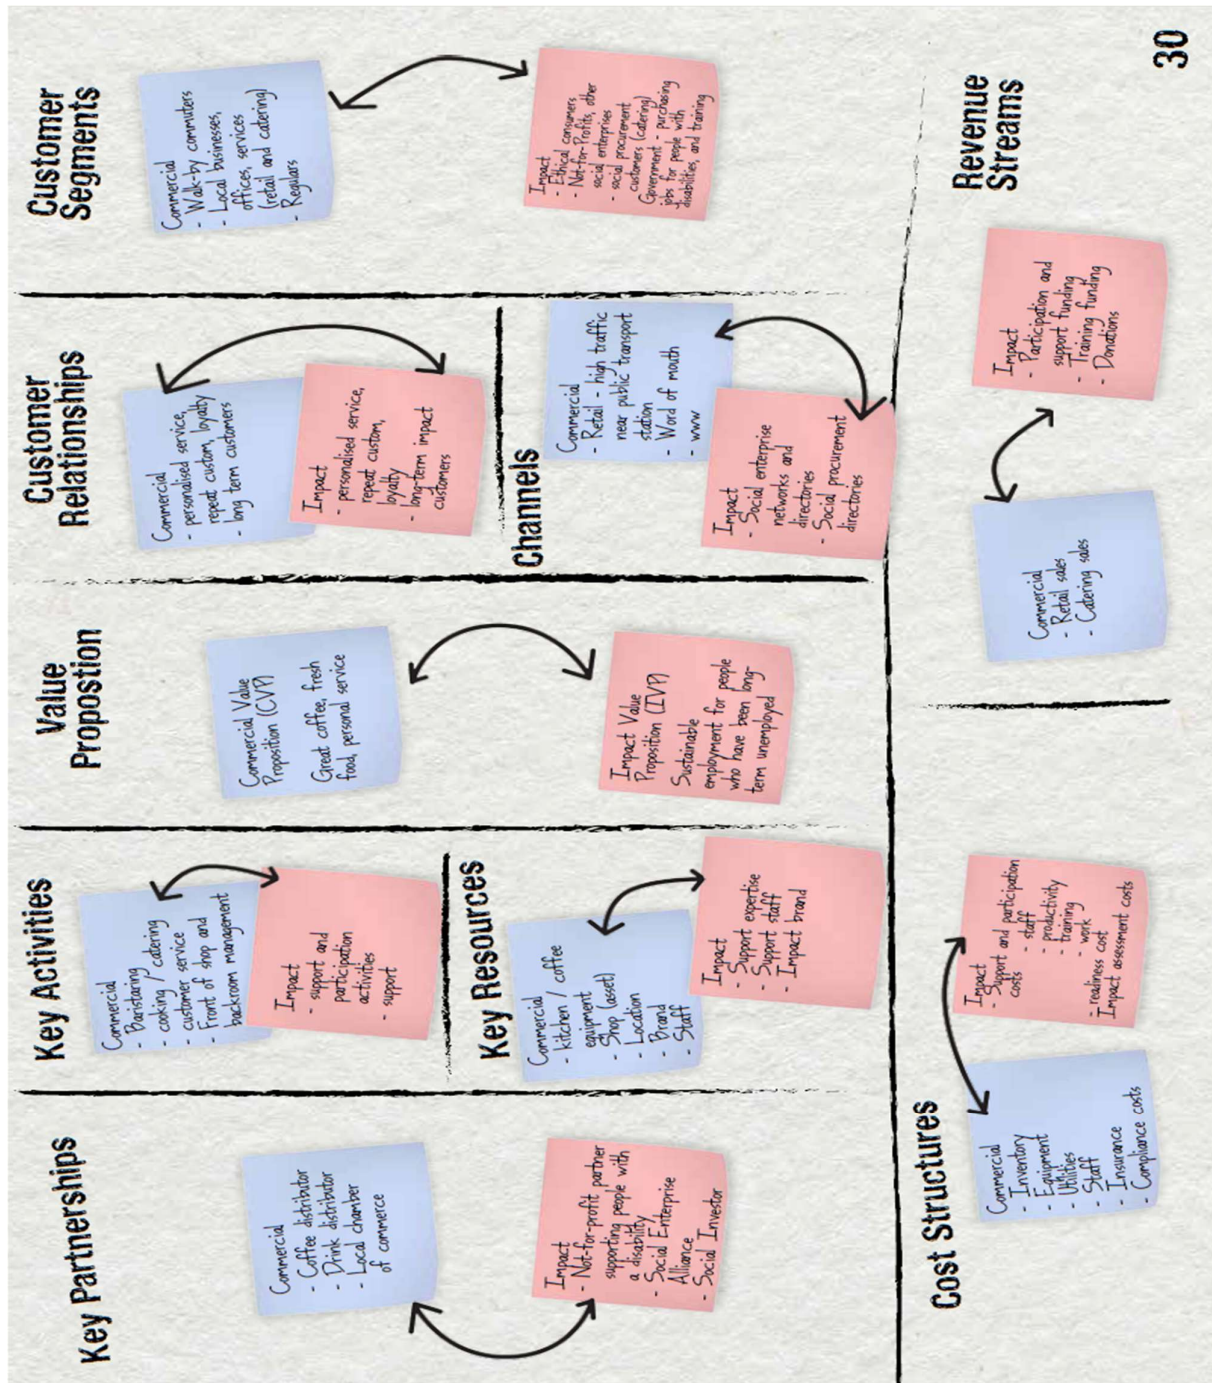 Key Partnerships
Commercial
- Coffee distributor
- Drink distributor
- Local chamber
of commerce
Impact
- Not-for-profit partner
supporting people with
a disability
- Social Enterprise
Alliance
- Social Investor
Key Activities
Commercial
- Baristaring
- cooking / catering
- customer service
- Front of shop and
backroom management
Impact
- support and
participation
activities
- support
Key Resources
Commercial
- kitchen / coffee
equipment
- Shop (asset)
- Location
- Brand
- Staff
Impact
- Support expertise
- Support staff
- Impact brand
Value
Propostion
Commercial Value
Proposition (CVP)
Great coffee, fresh
food personal service
Impact Value
Proposition (IVP)
Sustainable
employment for people
who have been long-
term unemployed
Customer
Relationships
Commercial
- personalised service,
repeat custom, loyalty
- long term customers
Impact
- personalised service,
repeat custom,
loyalty
- long-term impact
customers
Channels
Commercial
- Retail - high traffic
near public transport
station
- Word of mouth
- www
Impact
- Social enterprise
networks and
directories
- Social procurement
directories
Customer
Segments
Commercial
- Walk-by commuters
- Local businesses,
offices, services
(retail and catering)
- Regulars
Impact
- Ethical consumers
- Not-for-Profits, other
social enterprises
- social procurement
customers (catering)
Government - purchasing
jobs for people with
disabilities, and training
Cost Structures
Commercial
- Inventory
- Equipment
- Utilities
- Staff
- Insurance
- Compliance costs
Impact
- Support and participation
costs
- staff
- productivity
- training
- work
readiness cost
Impact assessment costs
Revenue
Streams
Commercial
- Retail sales
- Catering sales
Impact
- Participation and
support funding
- Training funding
- Donations
30